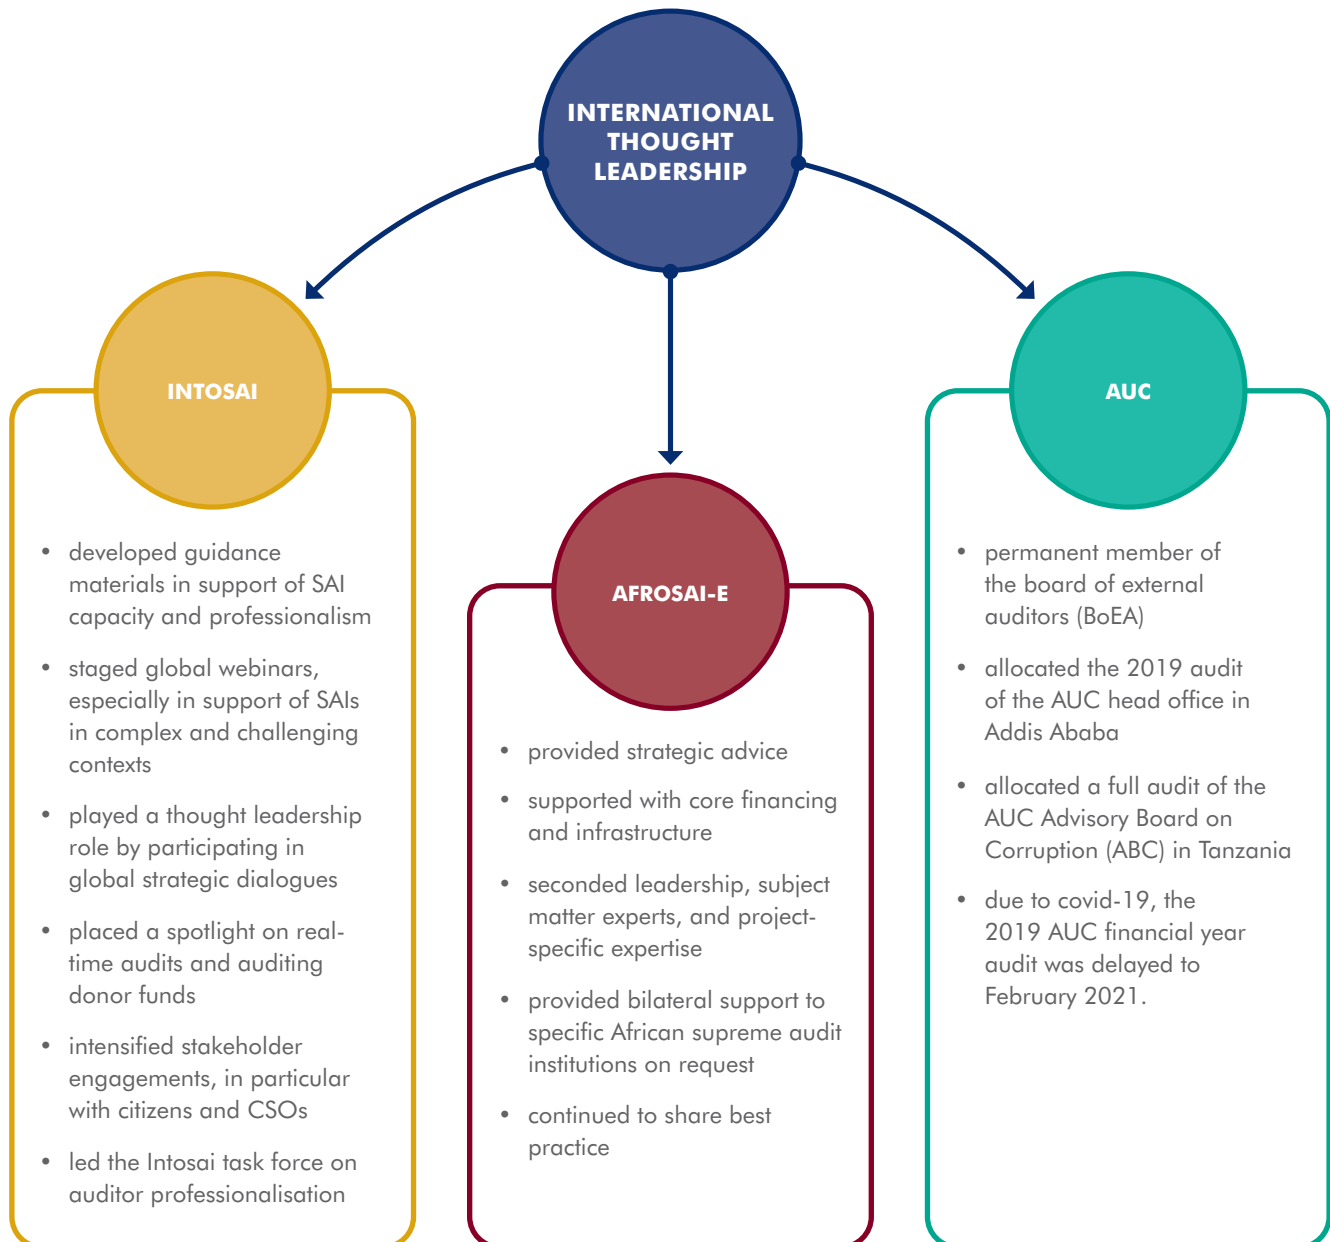 INTERNATIONAL
THOUGHT
LEADERSHIP
INTOSAI
• developed guidance
materials in support of SAI
capacity and professionalism
• staged global webinars,
especially in support of SAIs
in complex and challenging
contexts
• played a thought leadership
role by participating in
global strategic dialogues
• placed a spotlight on real-
time audits and auditing
donor funds
• intensified stakeholder
engagements, in particular
with citizens and CSOs
• led the Intosai task force on
auditor professionalisation
AFROSAI-E
• provided strategic advice
• supported with core financing
and infrastructure
• seconded leadership, subject
matter experts, and project-
specific expertise
• provided bilateral support to
specific African supreme audit
institutions on request
• continued to share best
practice
AUC
• permanent member of
the board of external
auditors (BoEA)
• allocated the 2019 audit
of the AUC head office in
Addis Ababa
• allocated a full audit of the
AUC Advisory Board on
Corruption (ABC) in Tanzania
• due to covid-19, the
2019 AUC financial year
audit was delayed to
February 2021.